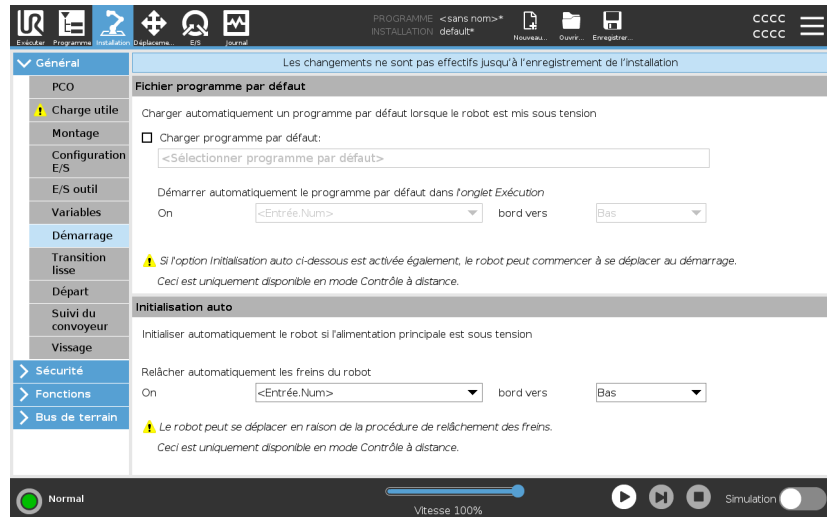 UR
PROGRAMME <sans nom>*
INSTALLATION default*
Exécuter Programme Installation Déplaceme... E/S Journal
Nouveau... Ouvrir... Enregistrer...
cccc
cccc
Général
Les changements ne sont pas effectifs jusqu'à l'enregistrement de l'installation
PCO
Charge utile
Montage
Configuration
E/S
E/S outil
Variables
Démarrage
Transition
lisse
Départ
Suivi du
convoyeur
Vissage
Sécurité
Fonctions
Bus de terrain
Fichier programme par défaut
Charger automatiquement un programme par défaut lorsque le robot est mis sous tension
Charger programme par défaut:
<Sélectionner programme par défaut>
Démarrer automatiquement le programme par défaut dans l'onglet Exécution
On <Entrée.Num> bord vers Bas
Si l'option Initialisation auto ci-dessous est activée également, le robot peut commencer à se déplacer au démarrage.
Ceci est uniquement disponible en mode Contrôle à distance.
Initialisation auto
Initialiser automatiquement le robot si l'alimentation principale est sous tension
Relâcher automatiquement les freins du robot
On <Entrée.Num> bord vers Bas
Le robot peut se déplacer en raison de la procédure de relâchement des freins.
Ceci est uniquement disponible en mode Contrôle à distance.
Normal
Vitesse 100%
Simulation